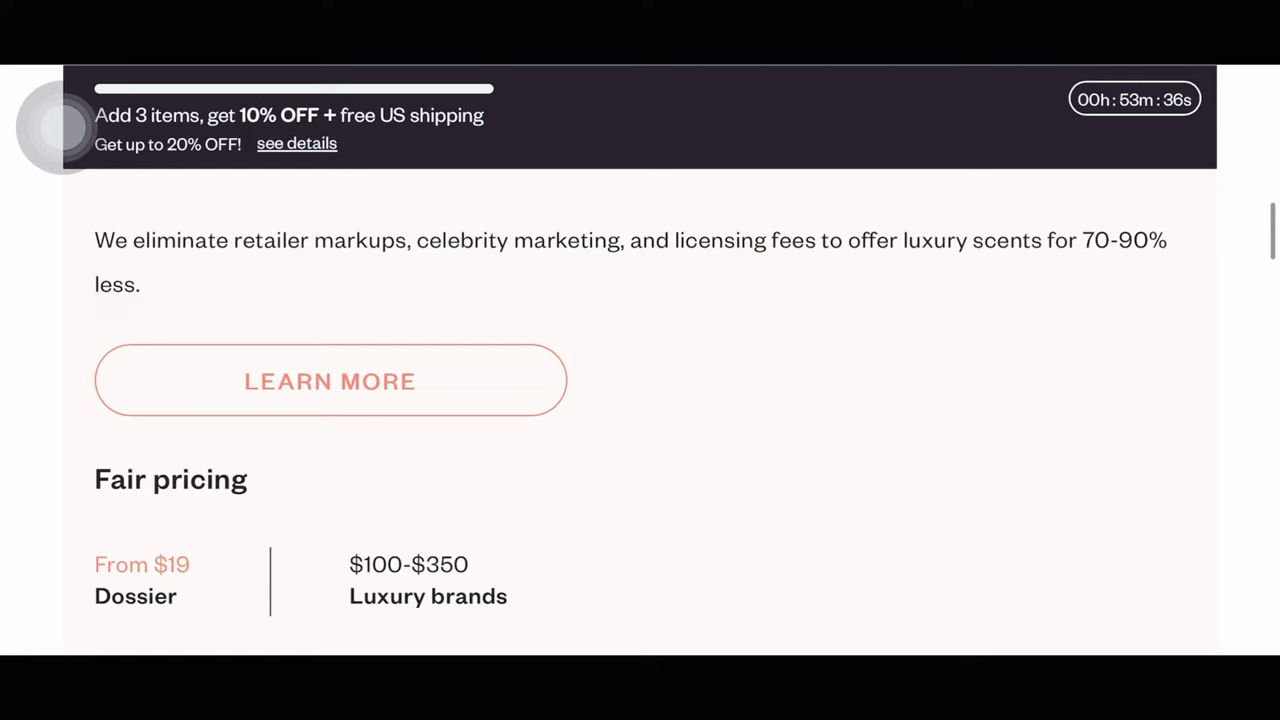 Add 3 items, get 10% OFF + free US shipping
00h : 53m : 36s
Get up to 20% OFF! see details
We eliminate retailer markups, celebrity marketing, and licensing fees to offer luxury scents for 70-90%
less.
LEARN MORE
Fair pricing
From $19 $100-$350
Dossier Luxury brands